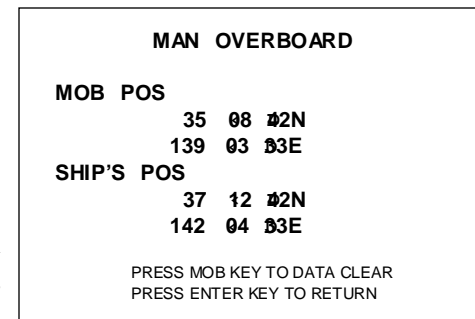 MAN OVERBOARD
MOB POS
35 08 42N
139 03 33E
SHIP'S POS
37 12 42N
142 04 33E
PRESS MOB KEY TO DATA CLEAR
PRESS ENTER KEY TO RETURN